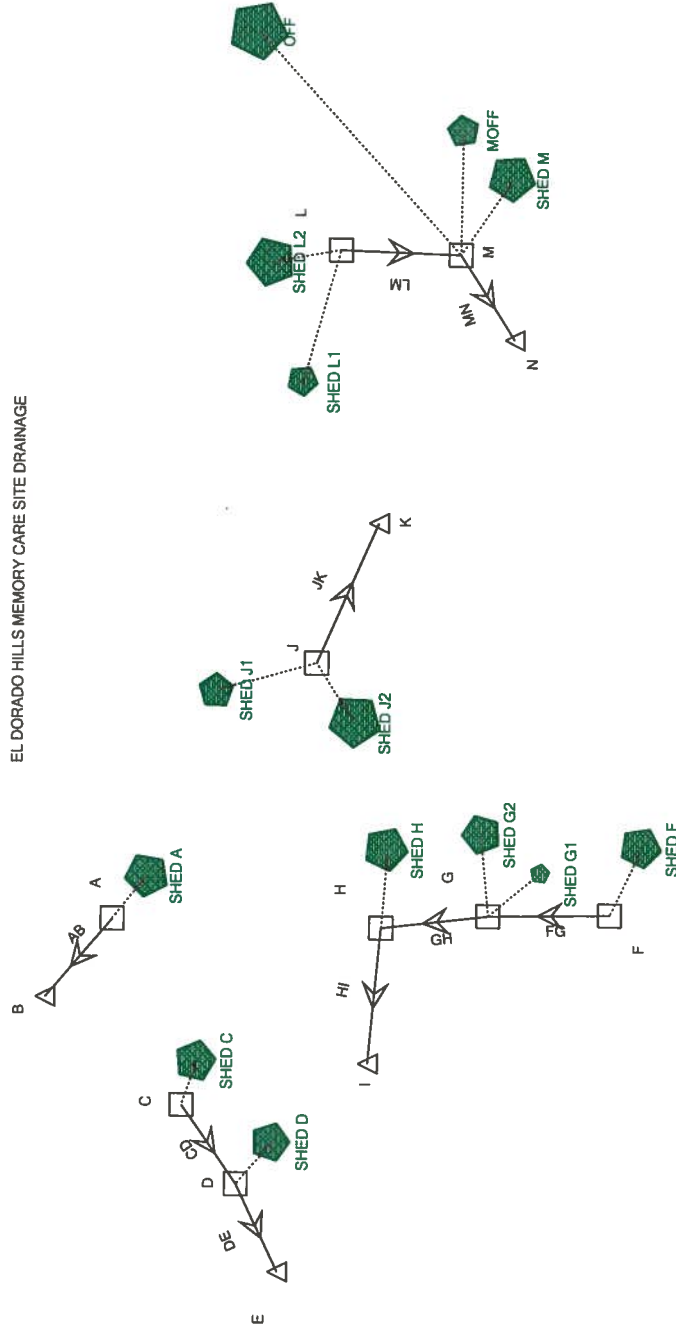 EL DORADO HILLS MEMORY CARE SITE DRAINAGE
B
AB
A
SHED A
C
SHED C
CD
D
SHED D
DE
E
H
SHED H
HI
I
GH
G
SHED G2
SHED G1
FG
F
SHED F
J
SHED J1
SHED J2
JK
K
OFF
L
SHED L2
SHED L1
LM
MOFF
SHED M
M
MN
N